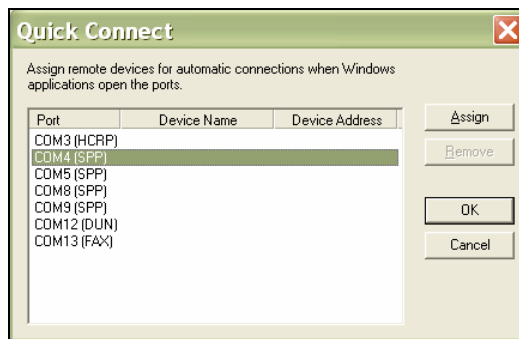 Quick Connect
Assign remote devices for automatic connections when Windows
applications open the ports.
Port Device Name Device Address
COM3 (HCRP)
COM4 (SPP)
COM5 (SPP)
COM8 (SPP)
COM9 (SPP)
COM12 (DUN)
COM13 (FAX)
Assign
Remove
OK
Cancel